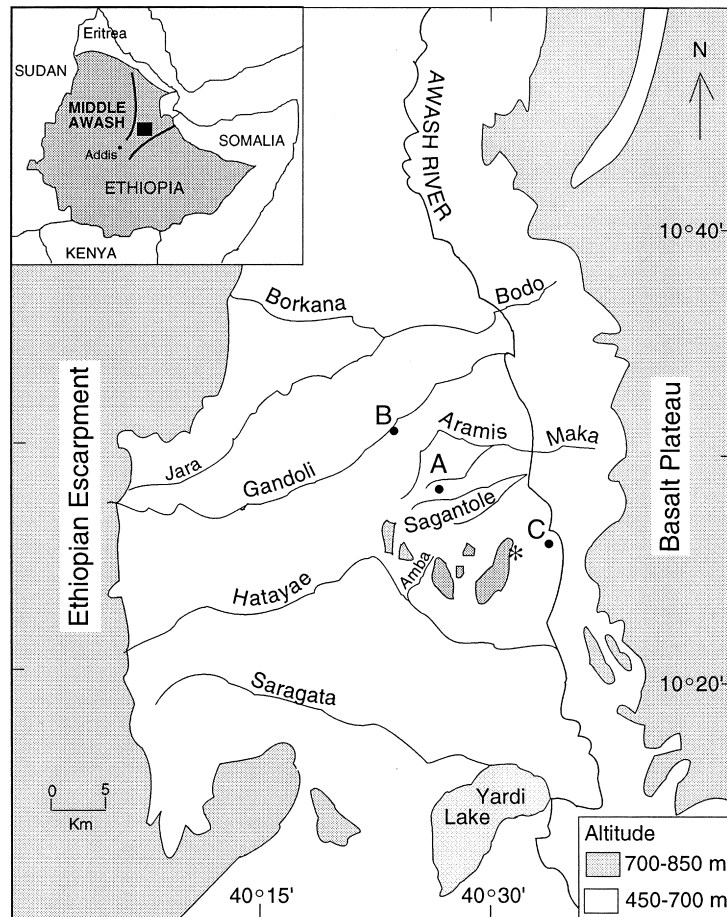 Eritrea
SUDAN
MIDDLE
AWASH
Addis
SOMALIA
ETHIOPIA
KENYA
AWASH RIVER
N
10°40'
Borkana
Bodo
Ethiopian Escarpment
B
Aramis
Maka
Jara
Gandoli
A
Sagantole
C
*
Basalt Plateau
Amba
Hatayae
10°20'
Saragata
0 5
Km
Yardi
Lake
Altitude
700-850 m
450-700 m
40°15' 40°30'